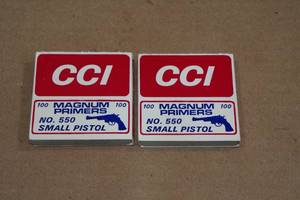 CCI
100 MAGNUM 100
PRIMERS
NO. 550
SMALL PISTOL
CCI
100 MAGNUM 100
PRIMERS
NO. 550
SMALL PISTOL